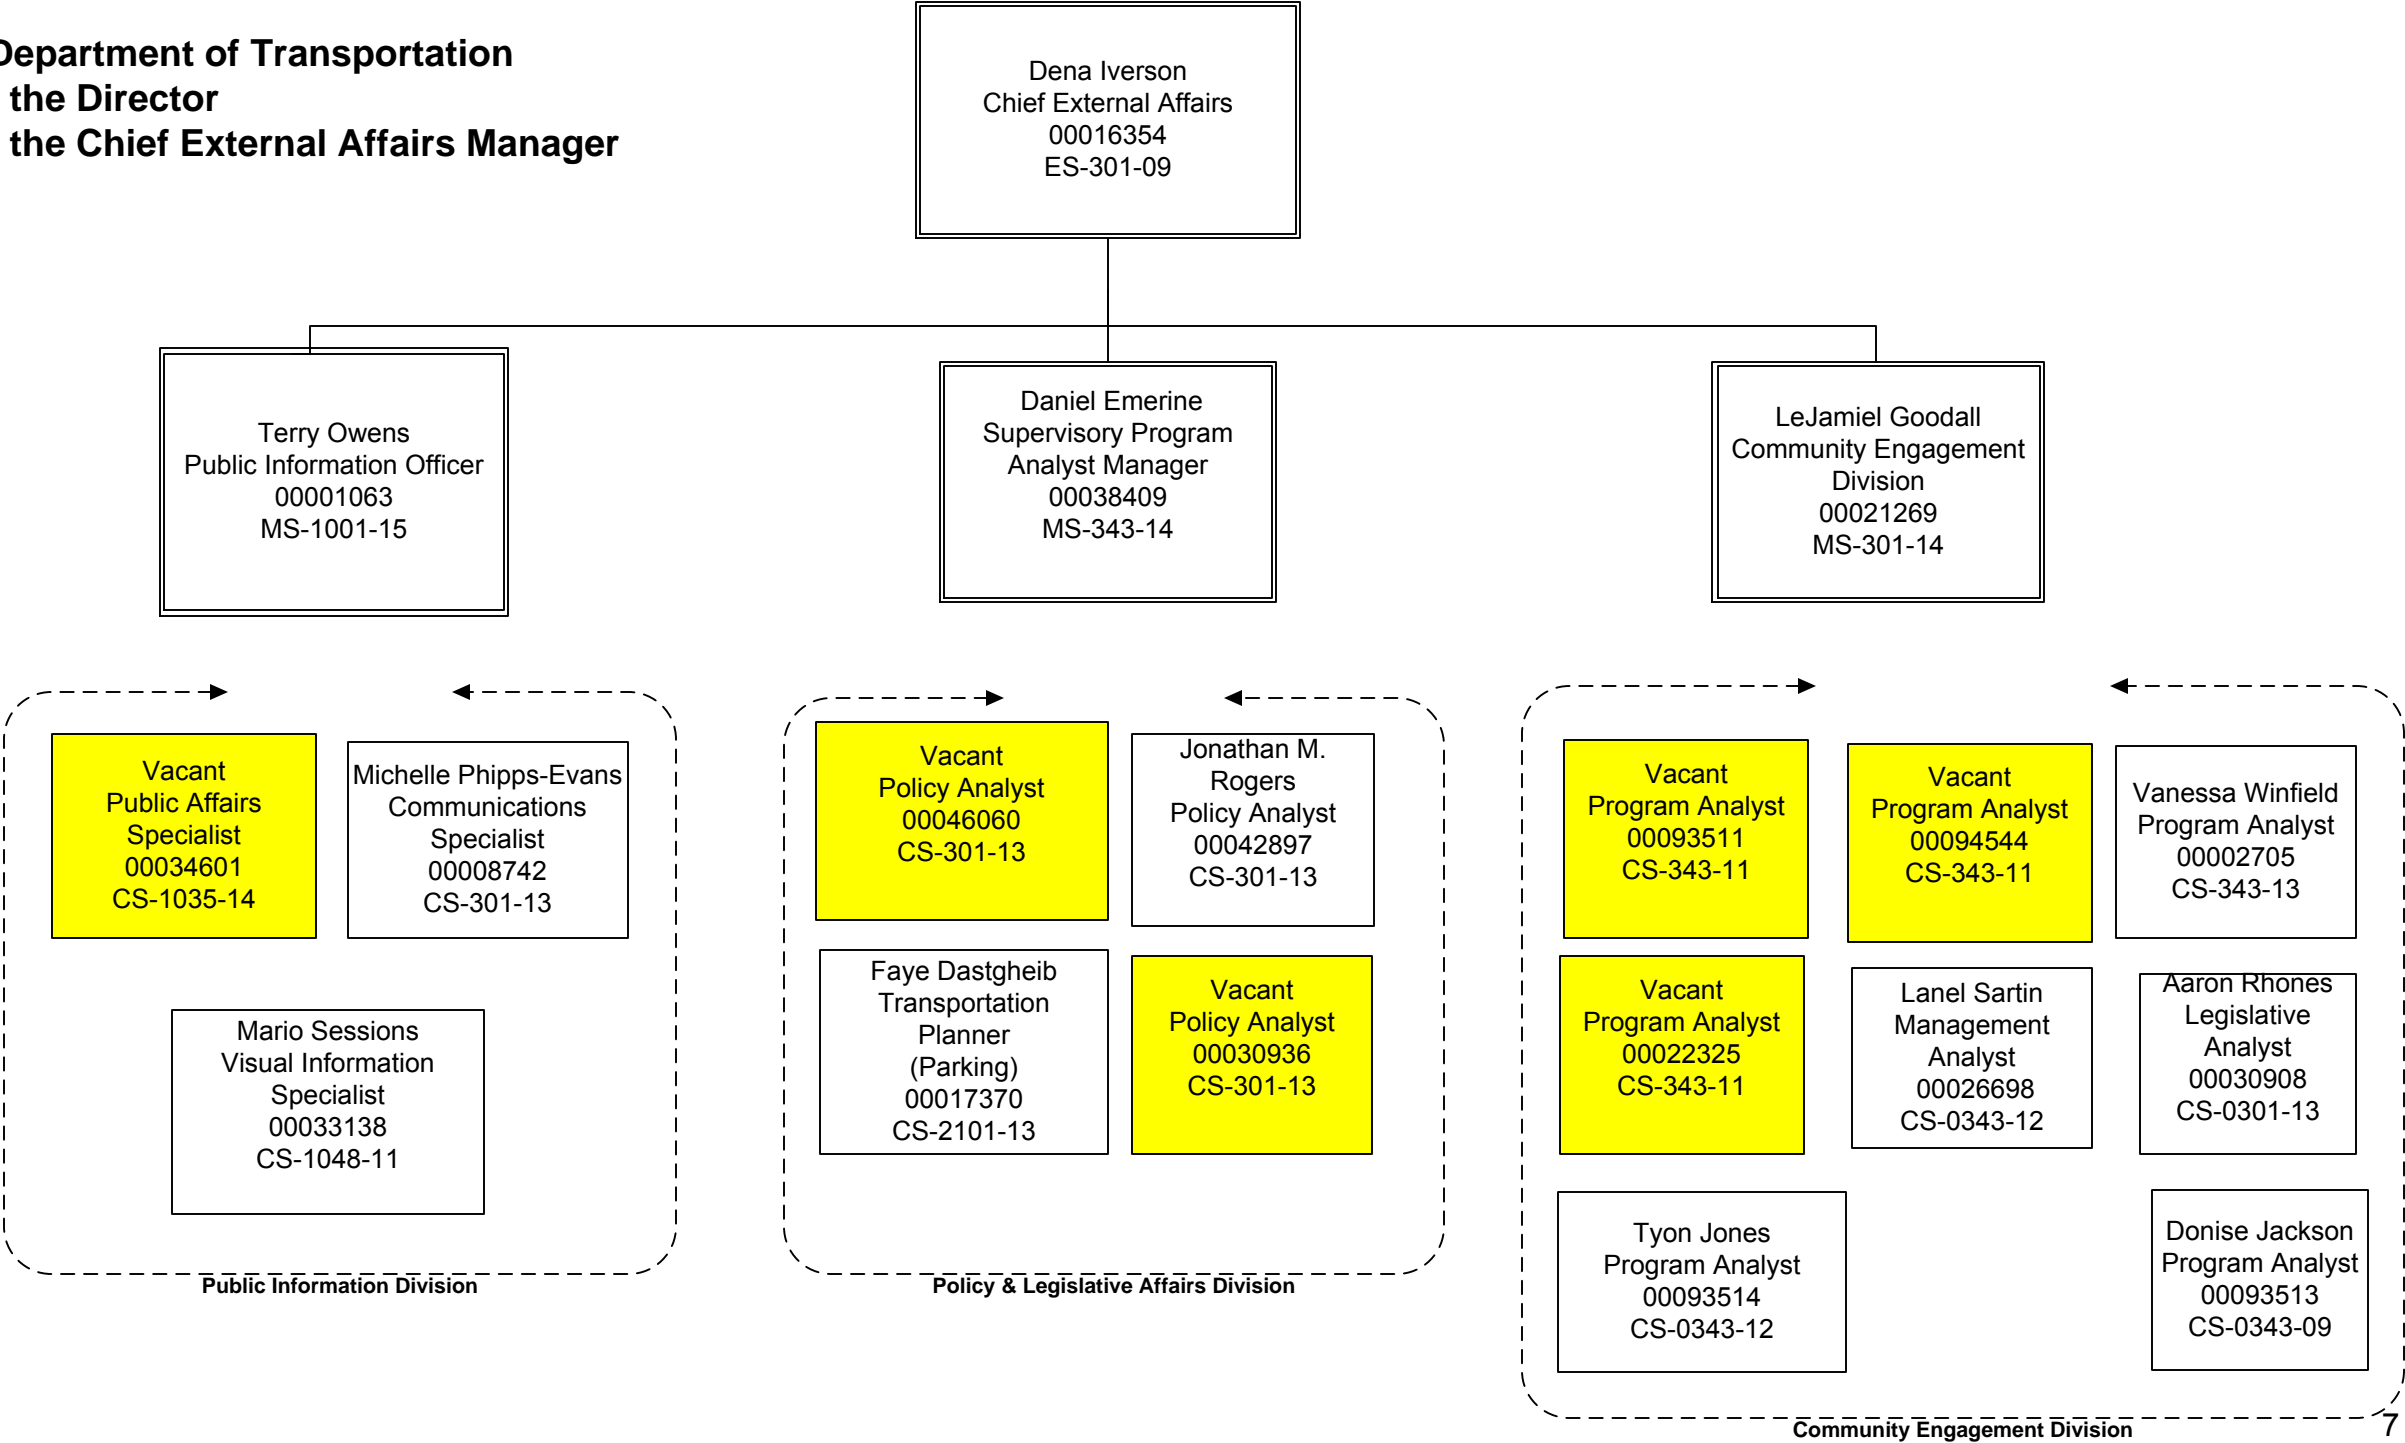 Department of Transportation
the Director
the Chief External Affairs Manager
Dena Iverson
Chief External Affairs
00016354
ES-301-09
Terry Owens
Public Information Officer
00001063
MS-1001-15
Daniel Emerine
Supervisory Program
Analyst Manager
00038409
MS-343-14
LeJamiel Goodall
Community Engagement
Division
00021269
MS-301-14
Vacant
Public Affairs
Specialist
00034601
CS-1035-14
Michelle Phipps-Evans
Communications
Specialist
00008742
CS-301-13
Mario Sessions
Visual Information
Specialist
00033138
CS-1048-11
Public Information Division
Vacant
Policy Analyst
00046060
CS-301-13
Jonathan M.
Rogers
Policy Analyst
00042897
CS-301-13
Faye Dastgheib
Transportation
Planner
(Parking)
00017370
CS-2101-13
Vacant
Policy Analyst
00030936
CS-301-13
Policy & Legislative Affairs Division
Vacant
Program Analyst
00093511
CS-343-11
Vacant
Program Analyst
00094544
CS-343-11
Vanessa Winfield
Program Analyst
00002705
CS-343-13
Vacant
Program Analyst
00022325
CS-343-11
Lanel Sartin
Management
Analyst
00026698
CS-0343-12
Aaron Rhones
Legislative
Analyst
00030908
CS-0301-13
Tyon Jones
Program Analyst
00093514
CS-0343-12
Donise Jackson
Program Analyst
00093513
CS-0343-09
Community Engagement Division
7